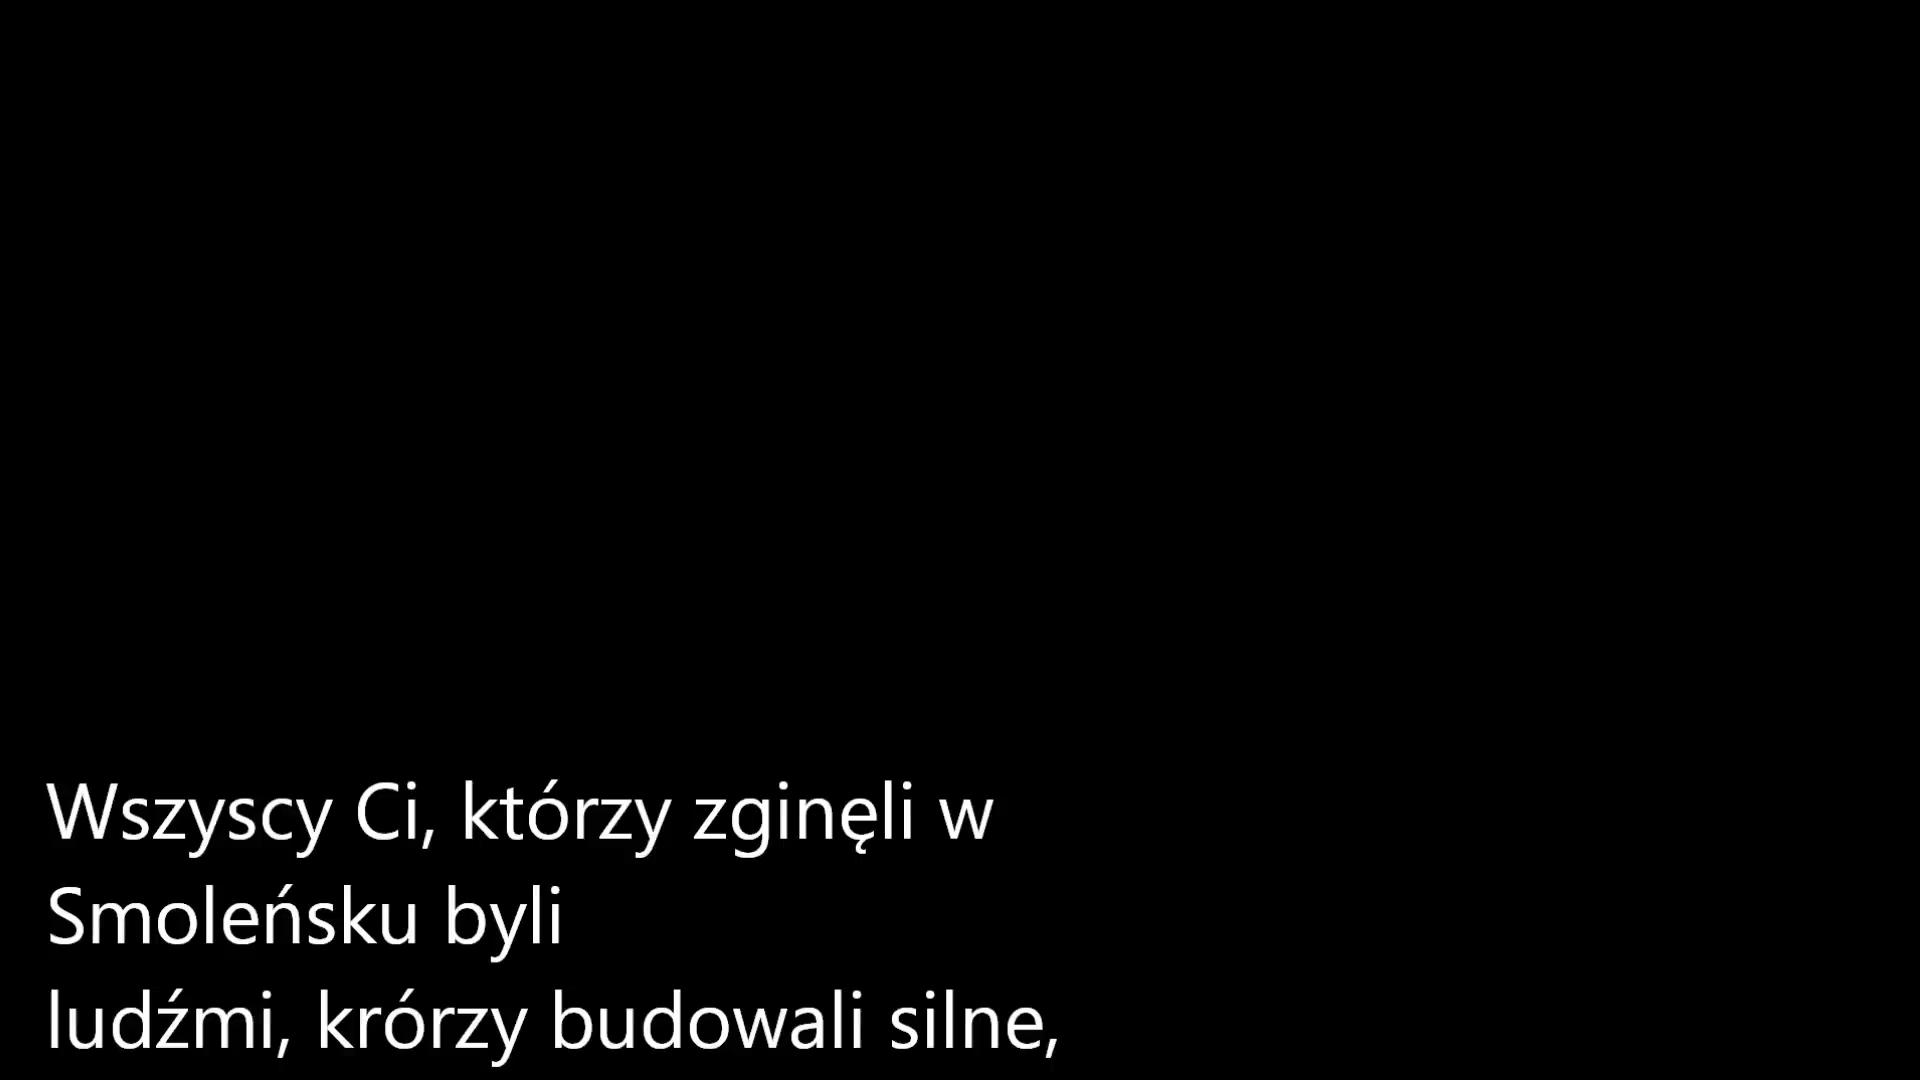 Wszyscy Ci, którzy zginęli w
Smoleńsku byli
ludźmi, krórzy budowali silne,